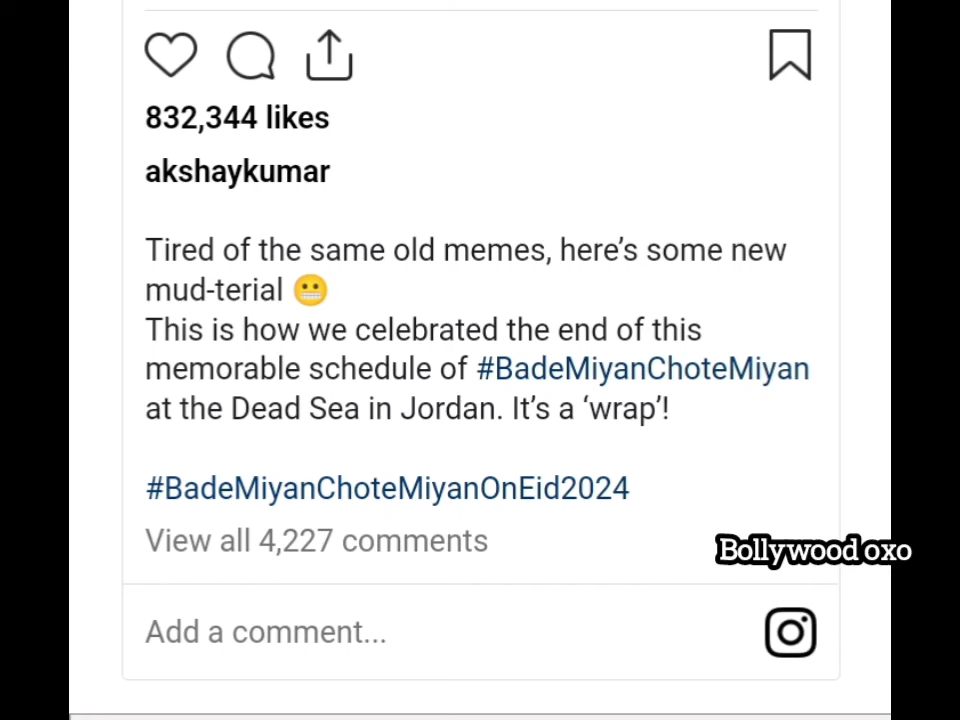 832,344 likes
akshaykumar
Tired of the same old memes, here’s some new
mud-terial 😬
This is how we celebrated the end of this
memorable schedule of #BadeMiyanChoteMiyan
at the Dead Sea in Jordan. It’s a ‘wrap’!
#BadeMiyanChoteMiyanOnEid2024
View all 4,227 comments
Bollywood oxo
Add a comment...